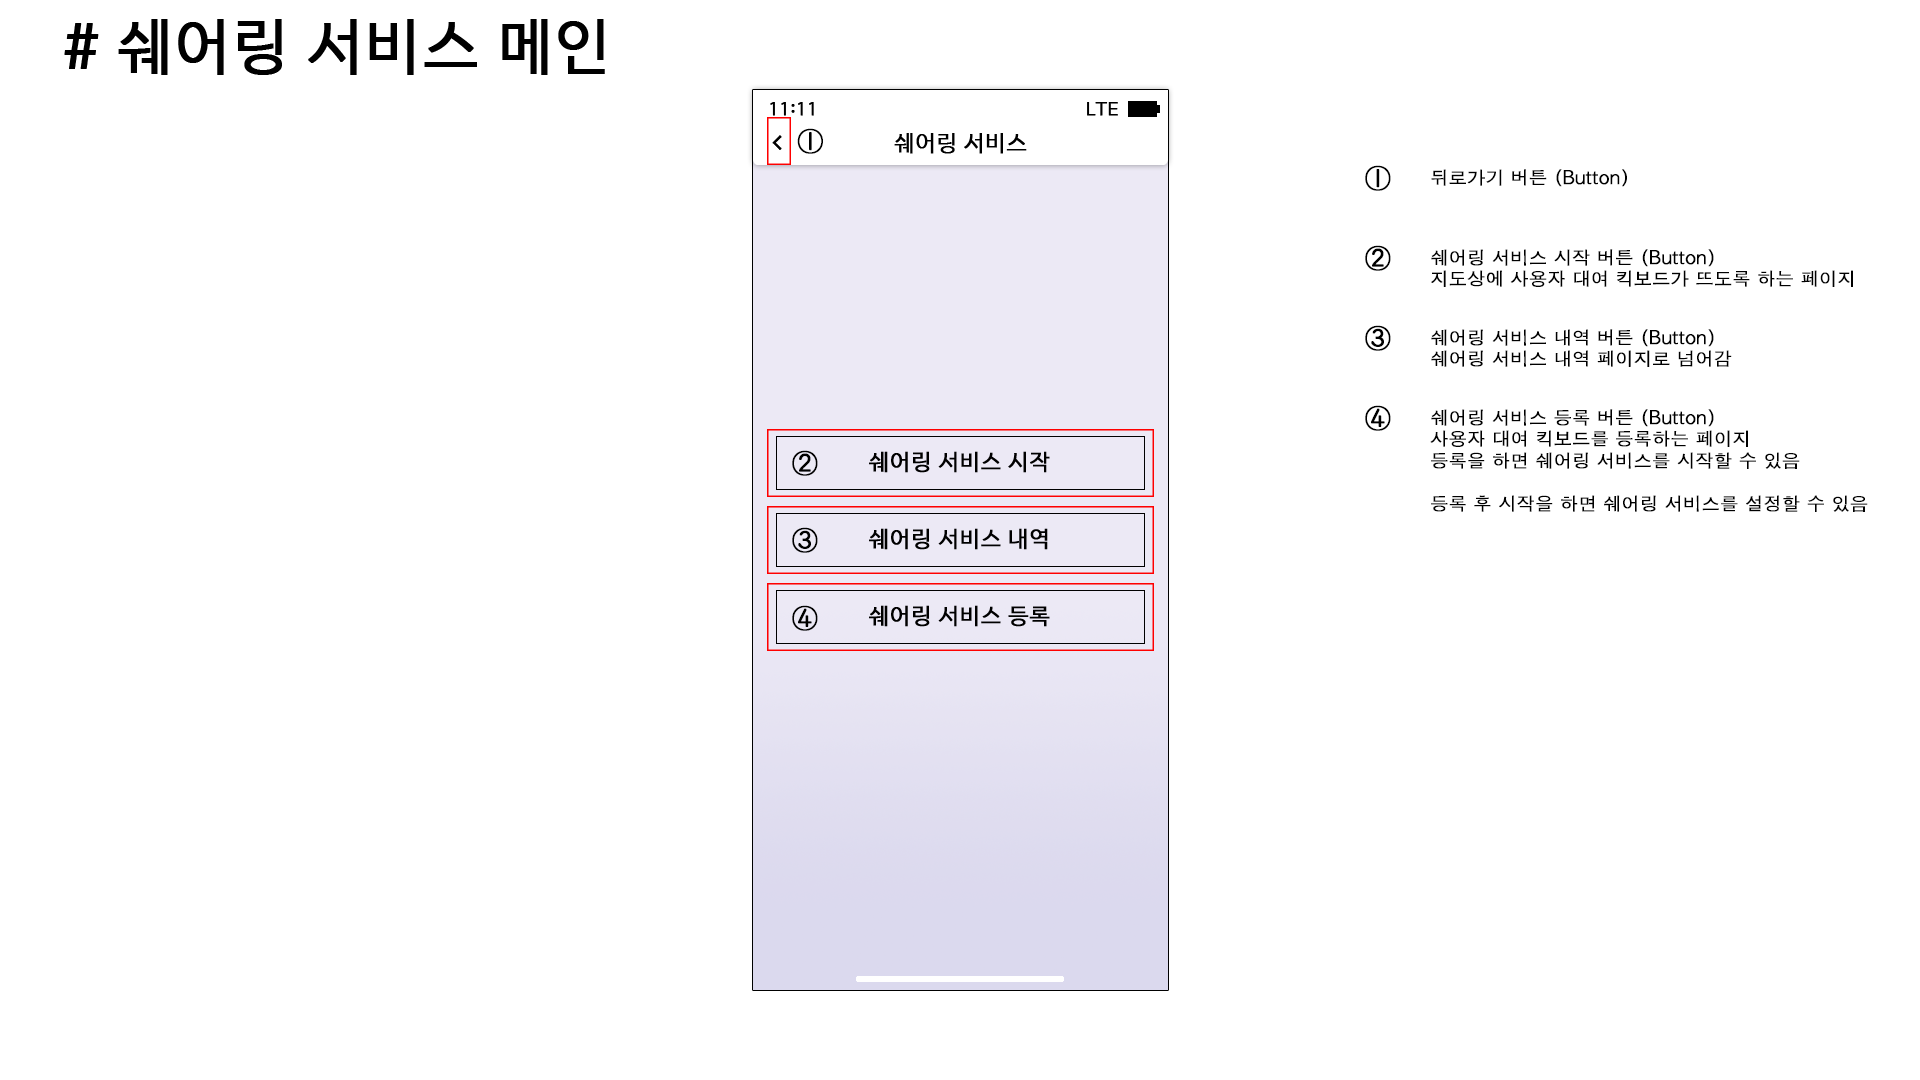 # 쉐어링 서비스 메인
11:11 LTE
< ① 쉐어링 서비스
② 쉐어링 서비스 시작
③ 쉐어링 서비스 내역
④ 쉐어링 서비스 등록
① 뒤로가기 버튼 (Button)
② 쉐어링 서비스 시작 버튼 (Button)
지도상에 사용자 대여 킥보드가 뜨도록 하는 페이지
③ 쉐어링 서비스 내역 버튼 (Button)
쉐어링 서비스 내역 페이지로 넘어감
④ 쉐어링 서비스 등록 버튼 (Button)
사용자 대여 킥보드를 등록하는 페이지
등록을 하면 쉐어링 서비스를 시작할 수 있음
등록 후 시작을 하면 쉐어링 서비스를 설정할 수 있음